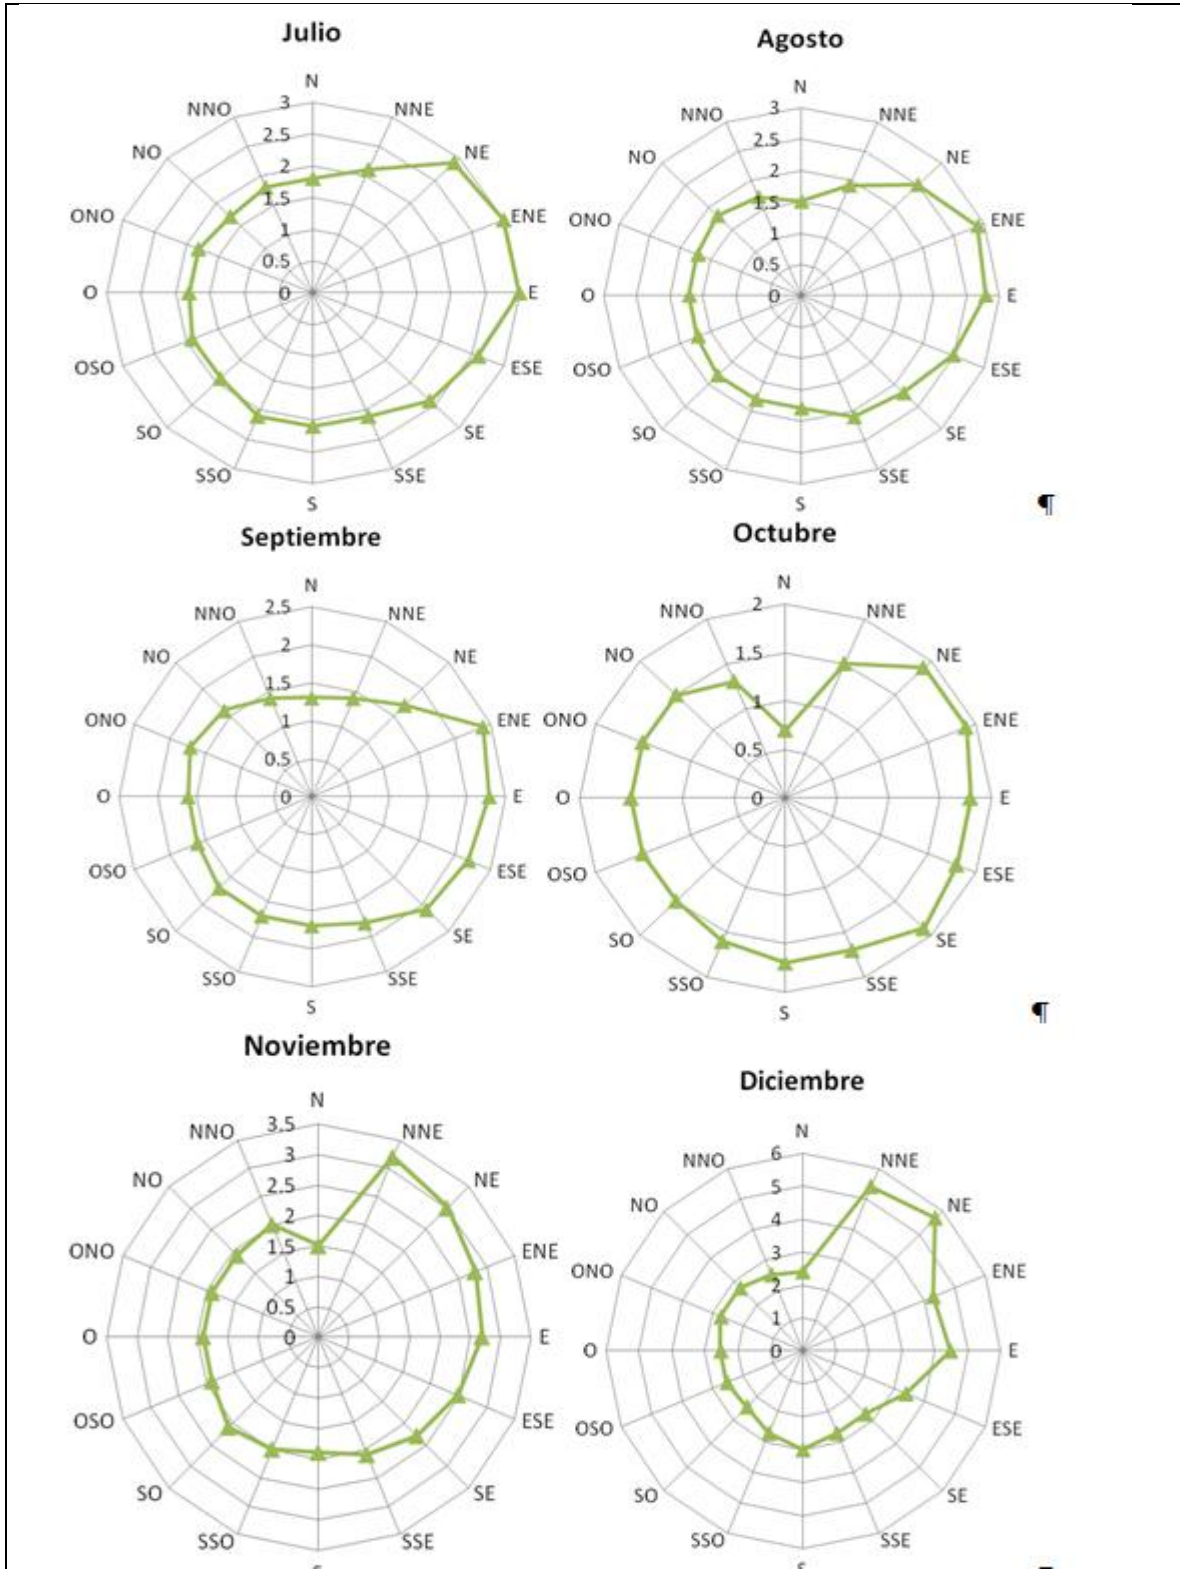 Julio
N
NNE
NE
ENE
E
ESE
SE
SSE
S
SSO
SO
OSO
O
ONO
NO
NNO
3
2.5
2
1.5
1
0.5
0
Agosto
N
NNE
NE
ENE
E
ESE
SE
SSE
S
SSO
SO
OSO
O
ONO
NO
NNO
3
2.5
2
1.5
1
0.5
0
¶
Septiembre
N
NNE
NE
ENE
E
ESE
SE
SSE
S
SSO
SO
OSO
O
ONO
NO
NNO
2.5
2
1.5
1
0.5
0
Octubre
N
NNE
NE
ENE
E
ESE
SE
SSE
S
SSO
SO
OSO
O
ONO
NO
NNO
2
1.5
1
0.5
0
¶
Noviembre
N
NNE
NE
ENE
E
ESE
SE
SSE
SSO
SO
OSO
O
ONO
NO
NNO
3.5
3
2.5
2
1.5
1
0.5
0
Diciembre
N
NNE
NE
ENE
E
ESE
SE
SSE
SSO
SO
OSO
O
ONO
NO
NNO
6
5
4
3
2
1
0